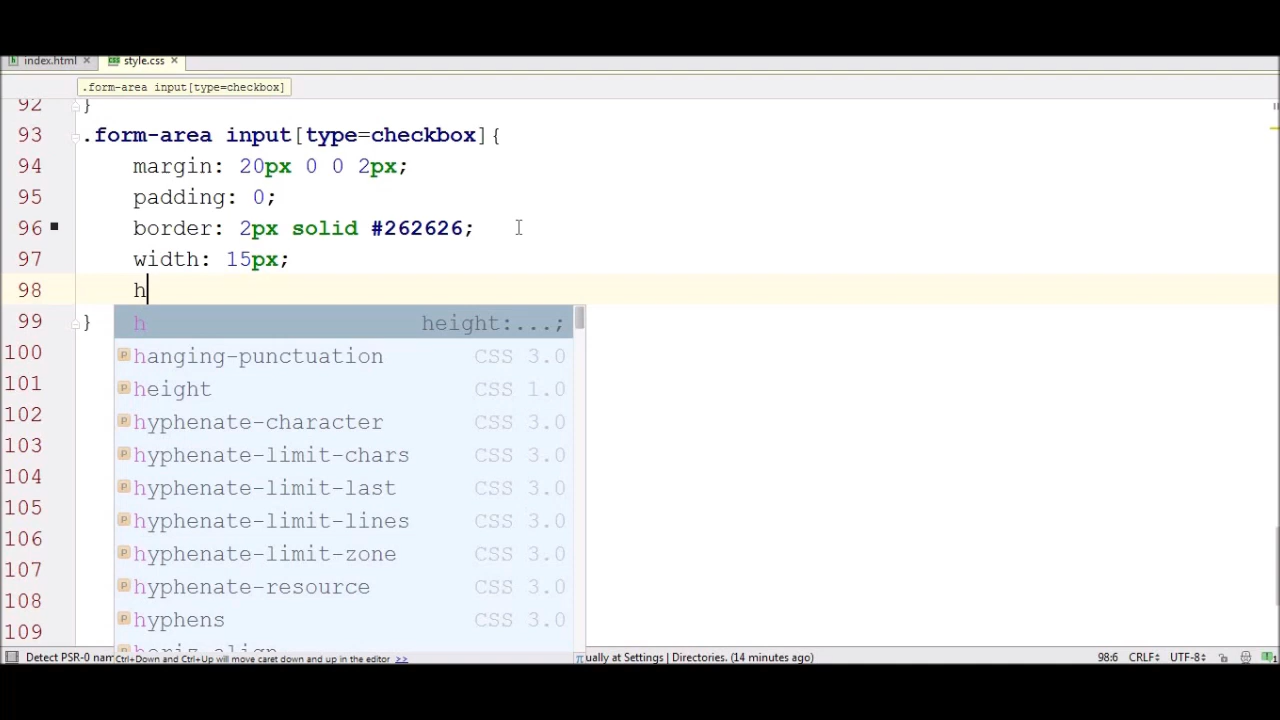 index.html
style.css
.form-area input[type=checkbox]
92 }
93 .form-area input[type=checkbox]{
94 margin: 20px 0 0 2px;
95 padding: 0;
96 border: 2px solid #262626;
97 width: 15px;
98 h
h height:...;
99 }
hanging-punctuation CSS 3.0
100
height CSS 1.0
101
hyphenate-character CSS 3.0
102
hyphenate-limit-chars CSS 3.0
103
hyphenate-limit-last CSS 3.0
104
hyphenate-limit-lines CSS 3.0
105
hyphenate-limit-zone CSS 3.0
106
hyphenate-resource CSS 3.0
107
hyphens CSS 3.0
108
horiz-align
109
Detect PSR-0 nam
Ctrl+Down and Ctrl+Up will move caret down and up in the editor >>
ually at Settings | Directories. (14 minutes ago)
98:6 CRLF UTF-8